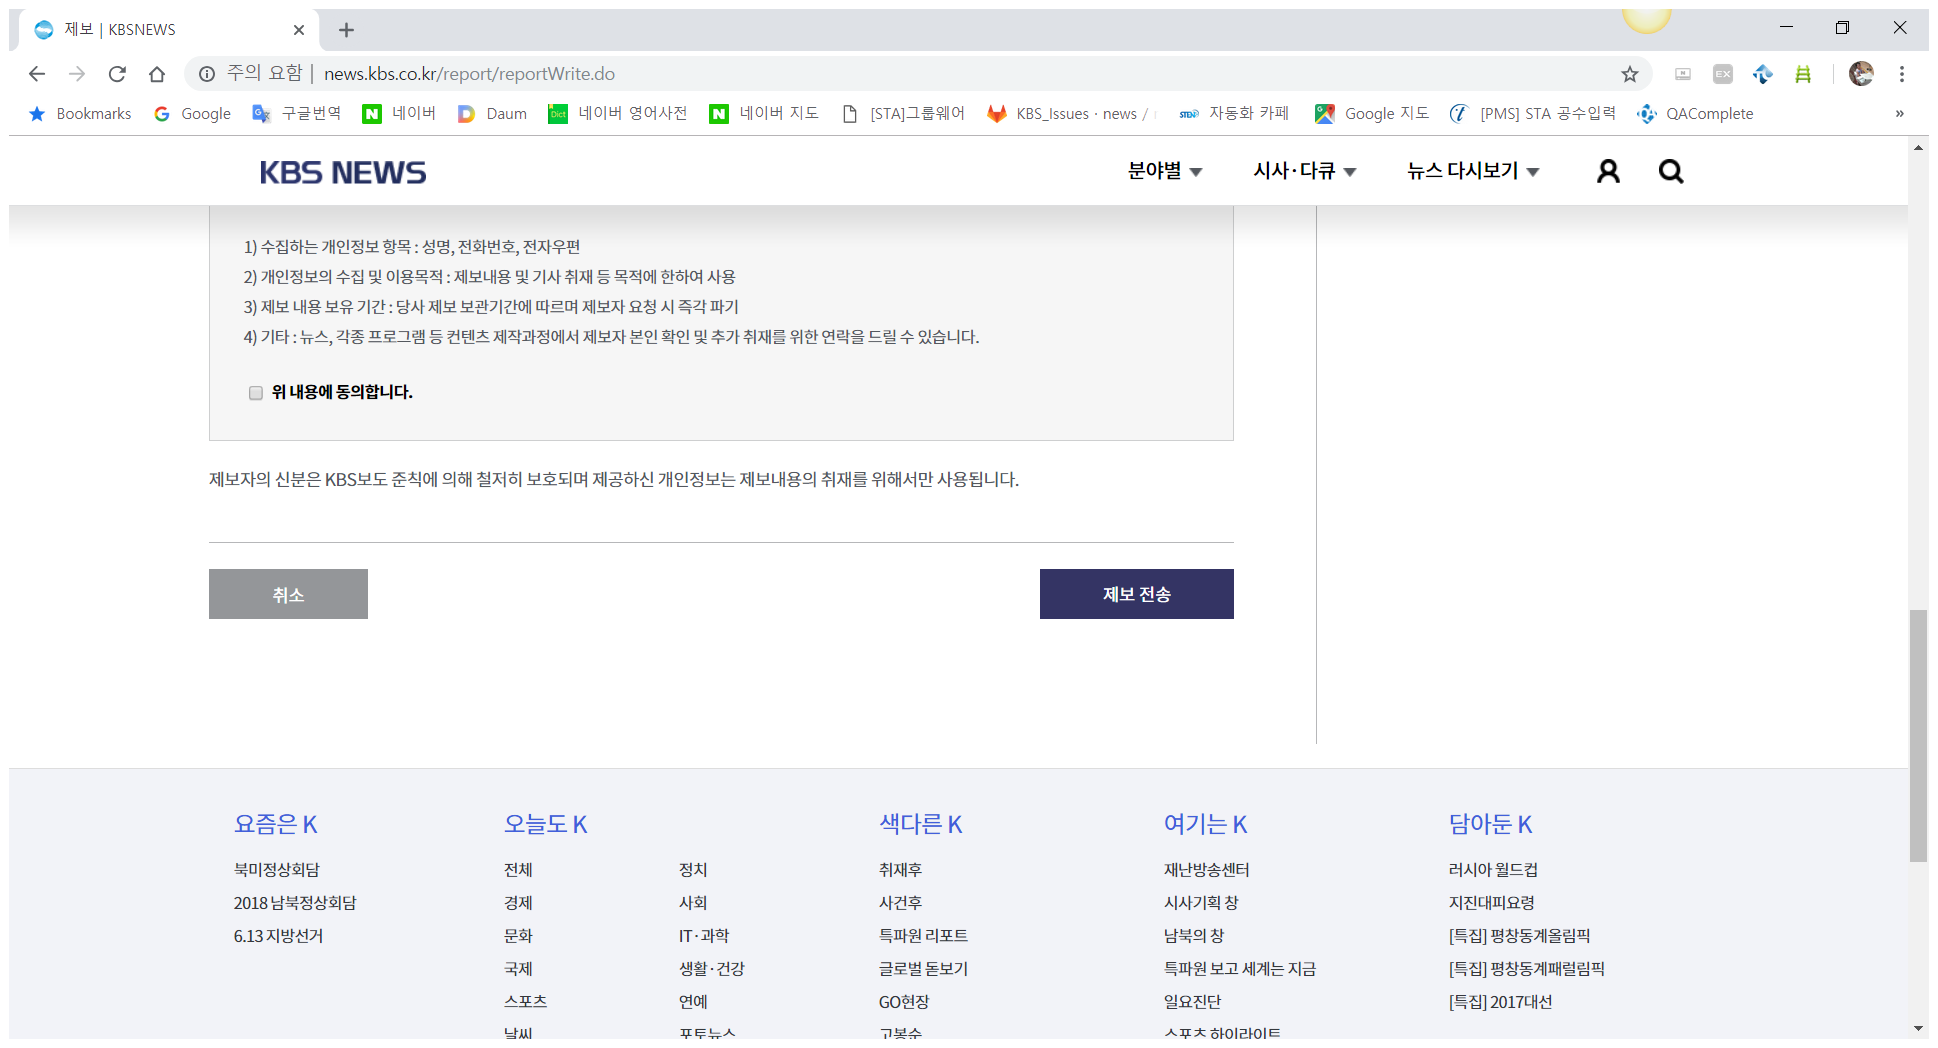 제보 | KBSNEWS
주의 요함 | news.kbs.co.kr/report/reportWrite.do
EX
Bookmarks Google 구글번역 네이버 Daum 네이버 영어사전 네이버 지도 [STA]그룹웨어 KBS_Issues · news / 자동화 카페 Google 지도 [PMS] STA 공수입력 QAComplete »
KBS NEWS 분야별 시사·다큐 뉴스 다시보기
1) 수집하는 개인정보 항목 : 성명, 전화번호, 전자우편
2) 개인정보의 수집 및 이용목적 : 제보내용 및 기사 취재 등 목적에 한하여 사용
3) 제보 내용 보유 기간 : 당사 제보 보관기간에 따르며 제보자 요청 시 즉각 파기
4) 기타 : 뉴스, 각종 프로그램 등 컨텐츠 제작과정에서 제보자 본인 확인 및 추가 취재를 위한 연락을 드릴 수 있습니다.
위 내용에 동의합니다.
제보자의 신분은 KBS보도 준칙에 의해 철저히 보호되며 제공하신 개인정보는 제보내용의 취재를 위해서만 사용됩니다.
취소 제보 전송
요즘은 K 오늘도 K 색다른 K 여기는 K 담아둔 K
북미정상회담 전체 정치 취재후 재난방송센터 러시아 월드컵
2018 남북정상회담 경제 사회 사건후 시사기획 창 지진대피요령
6.13 지방선거 문화 IT·과학 특파원 리포트 남북의 창 [특집] 평창동계올림픽
국제 생활·건강 글로벌 돋보기 특파원 보고 세계는 지금 [특집] 평창동계패럴림픽
스포츠 연예 GO현장 일요진단 [특집] 2017대선
날씨 포토뉴스 고봉순 스포츠 하이라이트